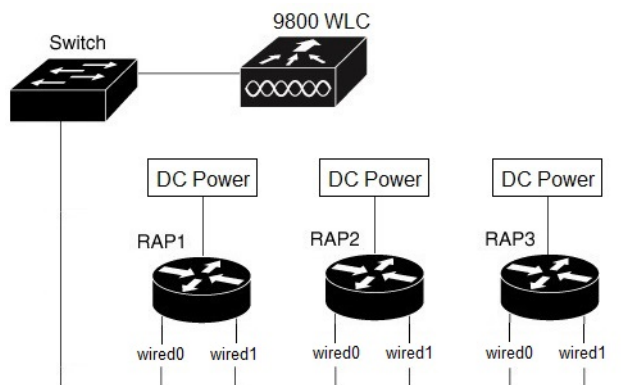 9800 WLC
Switch
DC Power
DC Power
DC Power
RAP1
RAP2
RAP3
wired0
wired1
wired0
wired1
wired0
wired1